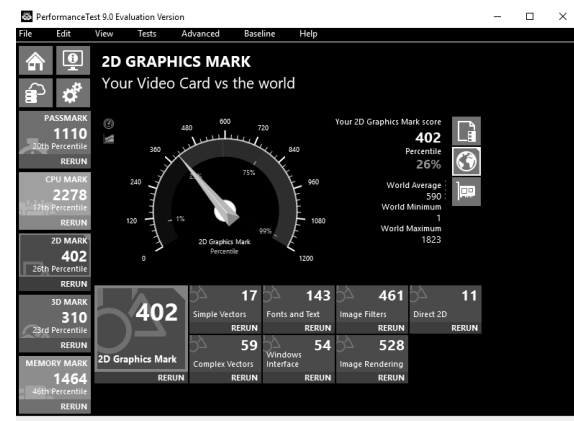 PerformanceTest 9.0 Evaluation Version
File Edit View Tests Advanced Baseline Help
2D GRAPHICS MARK
Your Video Card vs the world
PASSMARK
1110
20th Percentile
RERUN
CPU MARK
2278
12th Percentile
RERUN
2D MARK
402
26th Percentile
RERUN
3D MARK
310
23rd Percentile
RERUN
MEMORY MARK
1464
46th Percentile
RERUN
0
120
240
360
480
600
720
840
960
1080
1200
1%
25%
75%
99%
2D Graphics Mark
Percentile
Your 2D Graphics Mark score
402
Percentile
26%
World Average
590
World Minimum
1
World Maximum
1823
402
2D Graphics Mark
RERUN
17
Simple Vectors
RERUN
143
Fonts and Text
RERUN
461
Image Filters
RERUN
11
Direct 2D
RERUN
59
Complex Vectors
RERUN
54
Windows
Interface
RERUN
528
Image Rendering
RERUN